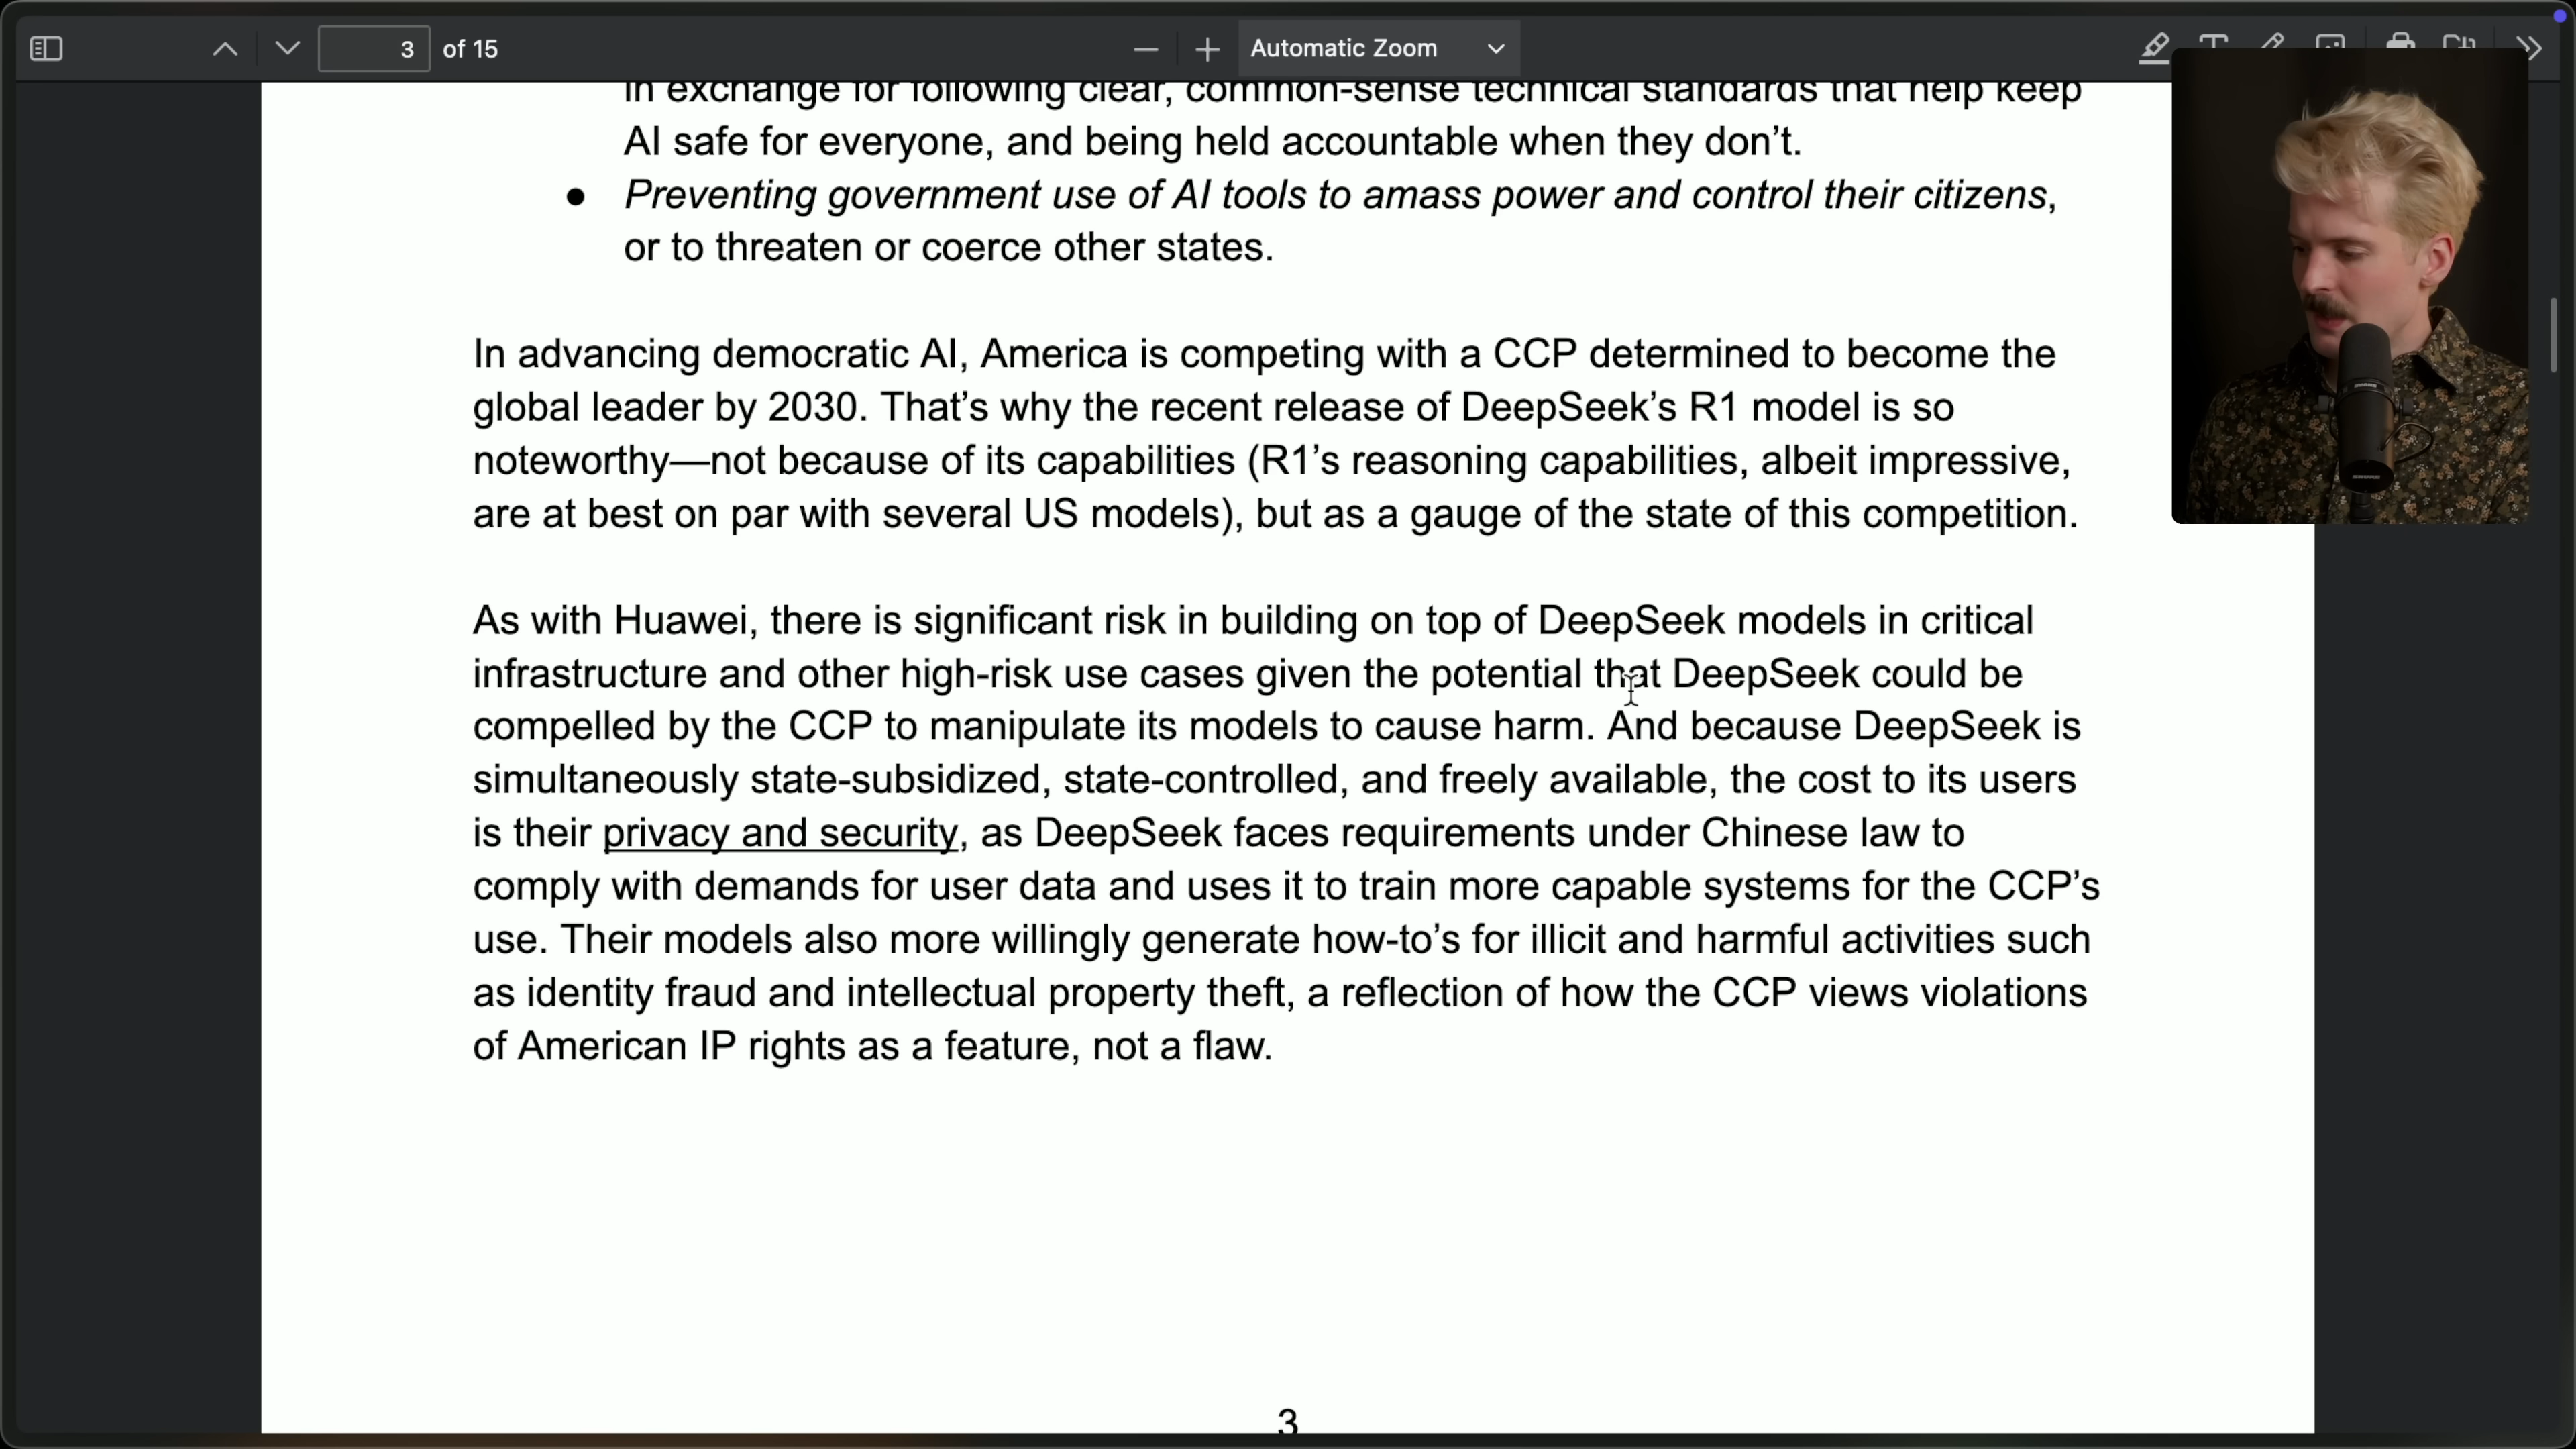 3 of 15
Automatic Zoom
in exchange for following clear, common-sense technical standards that help keep
AI safe for everyone, and being held accountable when they don’t.
● Preventing government use of AI tools to amass power and control their citizens,
or to threaten or coerce other states.
In advancing democratic AI, America is competing with a CCP determined to become the
global leader by 2030. That’s why the recent release of DeepSeek’s R1 model is so
noteworthy—not because of its capabilities (R1’s reasoning capabilities, albeit impressive,
are at best on par with several US models), but as a gauge of the state of this competition.
As with Huawei, there is significant risk in building on top of DeepSeek models in critical
infrastructure and other high-risk use cases given the potential that DeepSeek could be
compelled by the CCP to manipulate its models to cause harm. And because DeepSeek is
simultaneously state-subsidized, state-controlled, and freely available, the cost to its users
is their privacy and security, as DeepSeek faces requirements under Chinese law to
comply with demands for user data and uses it to train more capable systems for the CCP’s
use. Their models also more willingly generate how-to’s for illicit and harmful activities such
as identity fraud and intellectual property theft, a reflection of how the CCP views violations
of American IP rights as a feature, not a flaw.
3